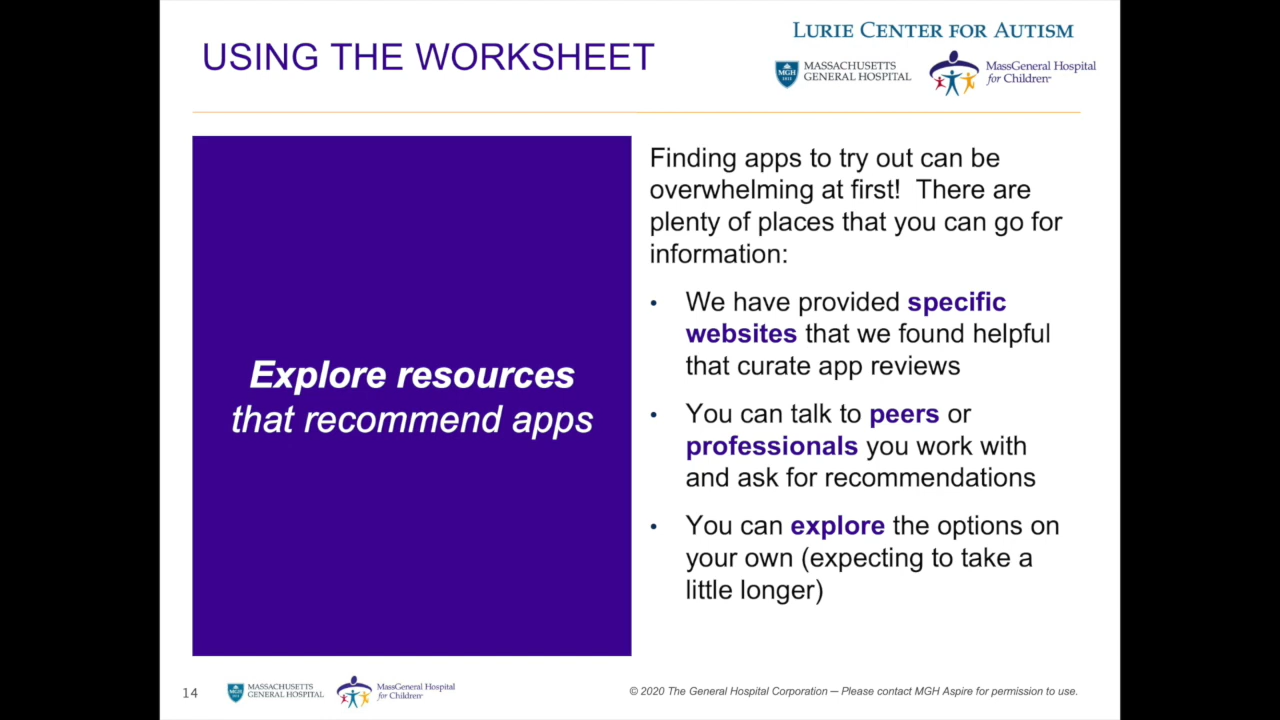 USING THE WORKSHEET
LURIE CENTER FOR AUTISM
MGH
1811
MASSACHUSETTS
GENERAL HOSPITAL
MassGeneral Hospital
for Children™
Explore resources
that recommend apps
Finding apps to try out can be
overwhelming at first!  There are
plenty of places that you can go for
information:
• We have provided specific
websites that we found helpful
that curate app reviews
• You can talk to peers or
professionals you work with
and ask for recommendations
• You can explore the options on
your own (expecting to take a
little longer)
14
MGH
MASSACHUSETTS
GENERAL HOSPITAL
MassGeneral Hospital
for Children
© 2020 The General Hospital Corporation — Please contact MGH Aspire for permission to use.